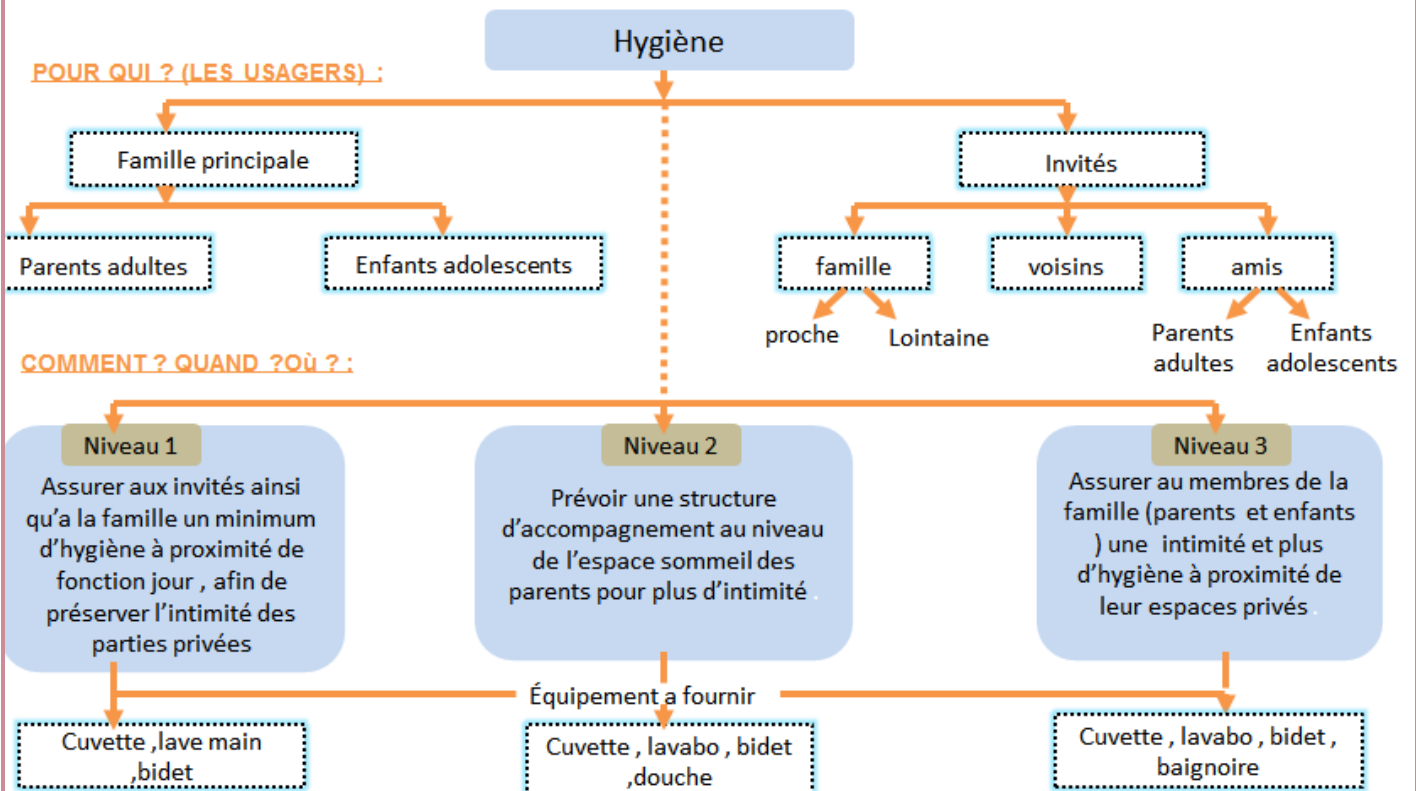 Hygiène
POUR QUI ? (LES USAGERS) :
Famille principale
Invités
Parents adultes
Enfants adolescents
famille
voisins
amis
proche
Lointaine
Parents
adultes
Enfants
adolescents
COMMENT ? QUAND ?Où ? :
Niveau 1
Assurer aux invités ainsi
qu'a la famille un minimum
d'hygiène à proximité de
fonction jour , afin de
préserver l'intimité des
parties privées
Niveau 2
Prévoir une structure
d'accompagnement au niveau
de l'espace sommeil des
parents pour plus d'intimité .
Niveau 3
Assurer au membres de la
famille (parents et enfants
) une intimité et plus
d'hygiène à proximité de
leur espaces privés .
Équipement a fournir
Cuvette ,lave main
,bidet
Cuvette , lavabo , bidet
,douche
Cuvette , lavabo , bidet ,
baignoire